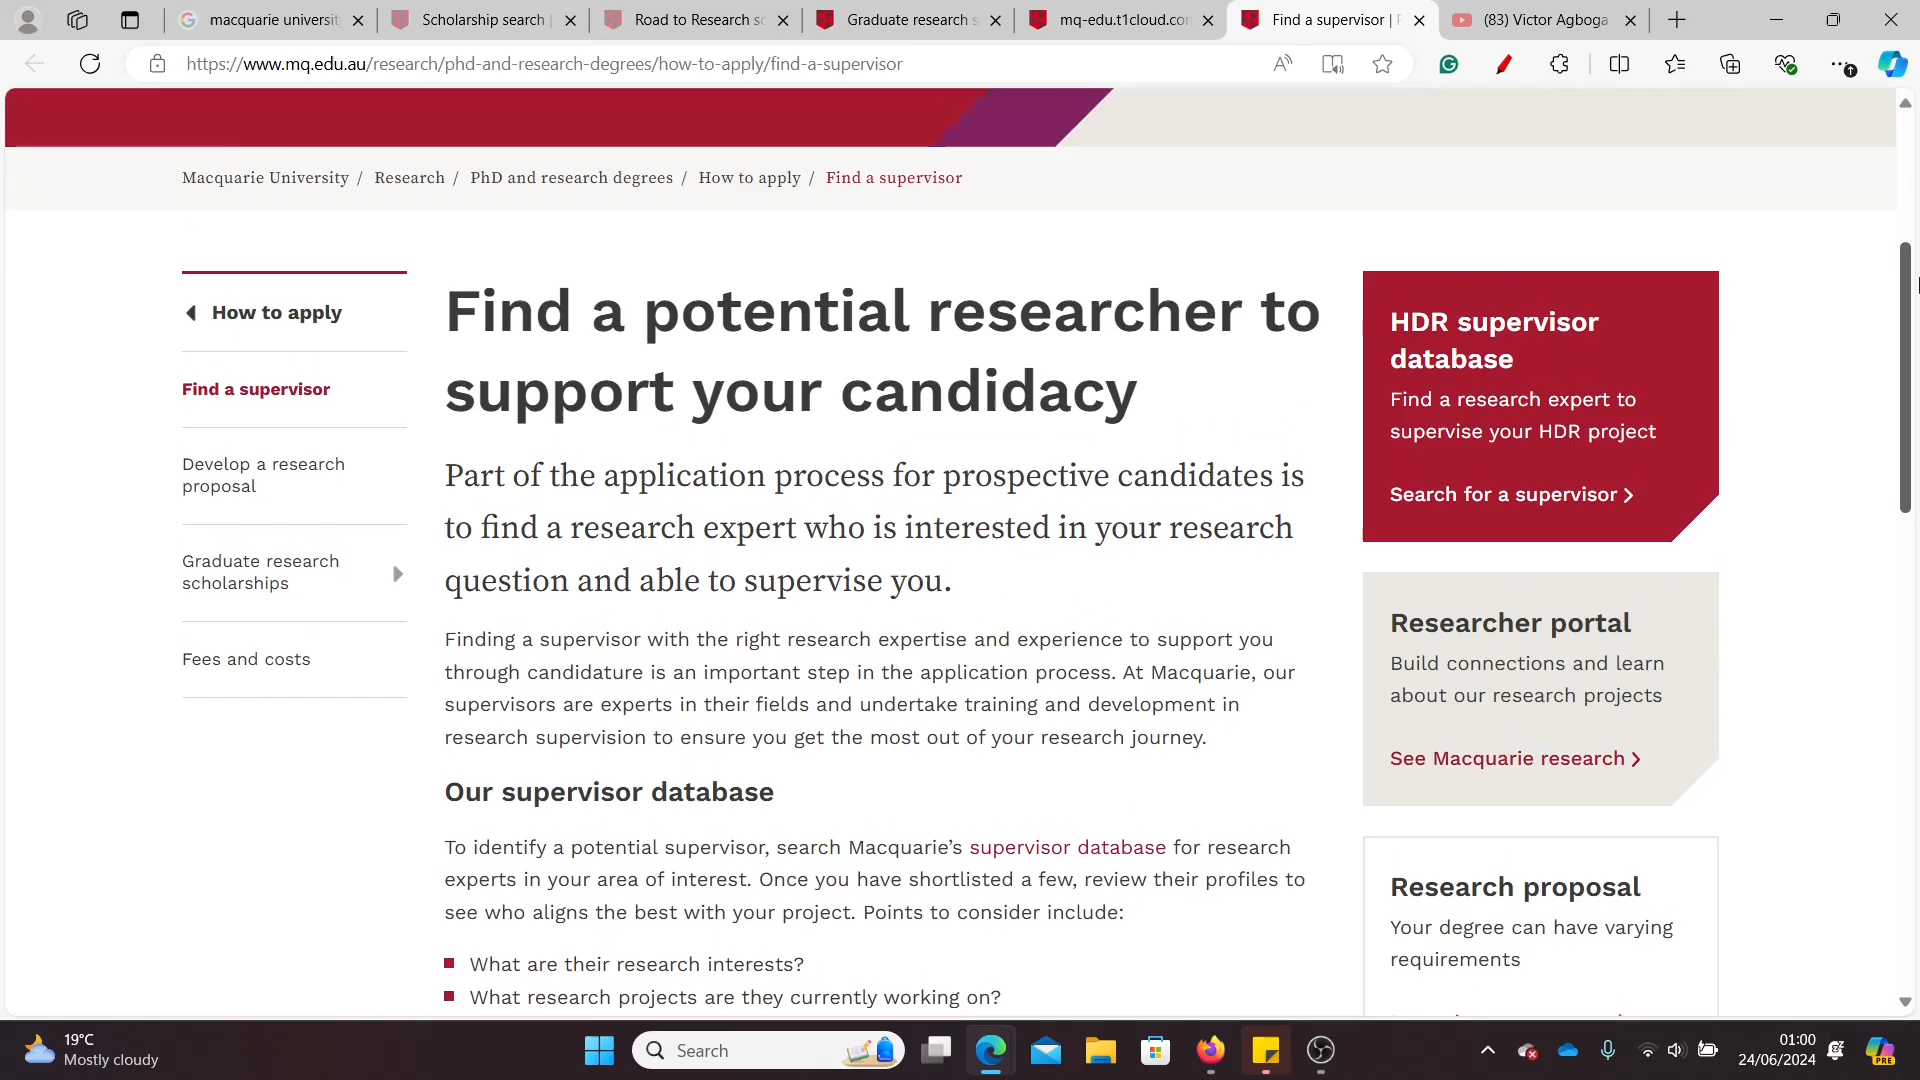 macquarie universit
Scholarship search |
Road to Research sc
Graduate research s
mq-edu.t1cloud.con
Find a supervisor | P
(83) Victor Agboga
https://www.mq.edu.au/research/phd-and-research-degrees/how-to-apply/find-a-supervisor
Macquarie University / Research / PhD and research degrees / How to apply / Find a supervisor
How to apply
Find a supervisor
Develop a research
proposal
Graduate research
scholarships
Fees and costs
Find a potential researcher to
support your candidacy
Part of the application process for prospective candidates is
to find a research expert who is interested in your research
question and able to supervise you.
Finding a supervisor with the right research expertise and experience to support you
through candidature is an important step in the application process. At Macquarie, our
supervisors are experts in their fields and undertake training and development in
research supervision to ensure you get the most out of your research journey.
Our supervisor database
To identify a potential supervisor, search Macquarie’s supervisor database for research
experts in your area of interest. Once you have shortlisted a few, review their profiles to
see who aligns the best with your project. Points to consider include:
What are their research interests?
What research projects are they currently working on?
HDR supervisor
database
Find a research expert to
supervise your HDR project
Search for a supervisor
Researcher portal
Build connections and learn
about our research projects
See Macquarie research
Research proposal
Your degree can have varying
requirements
19°C
Mostly cloudy
Search
01:00
24/06/2024
PRE